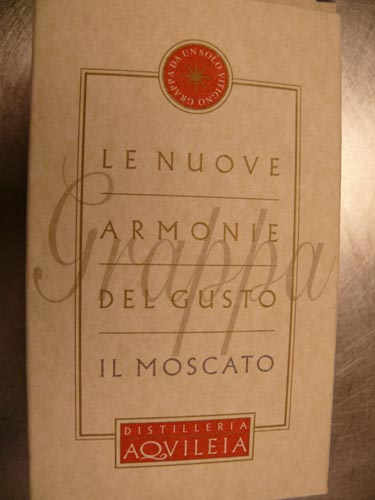 GRAPPA DA UN SOLO VITIGNO
LE NUOVE
ARMONIE
Grappa
DEL GUSTO
IL MOSCATO
DISTILLERIA
AQVILEIA